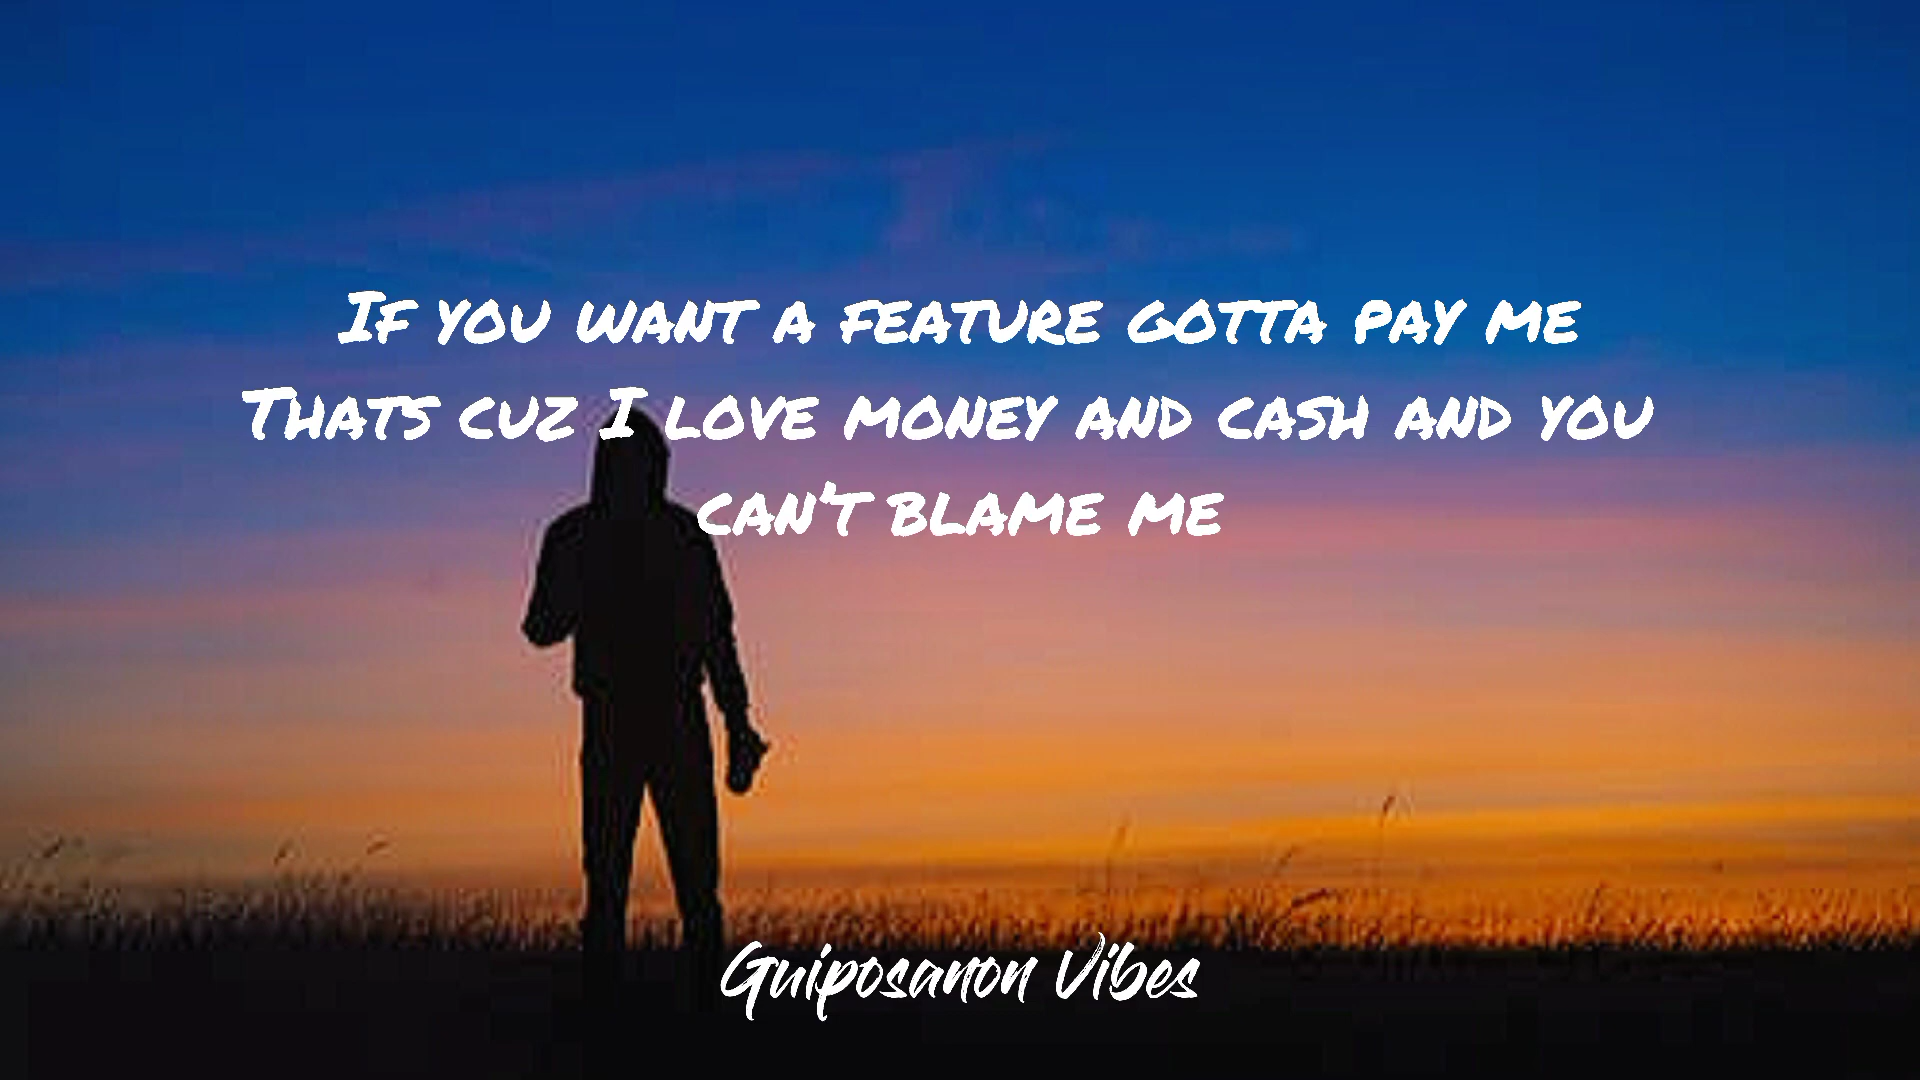 If you want a feature gotta pay me
Thats cuz I love money and cash and you
can't blame me
Guiposanon Vibes